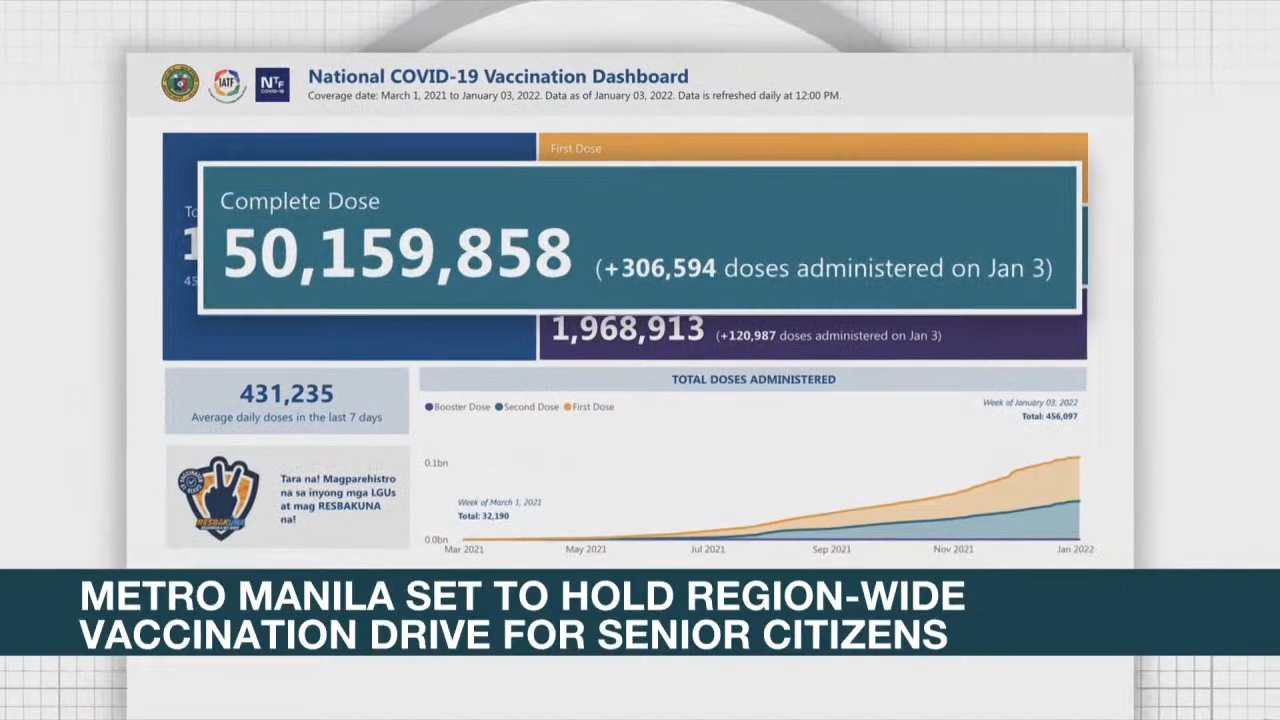 IATF
NTF
COVID-19
National COVID-19 Vaccination Dashboard
Coverage date: March 1, 2021 to January 03, 2022. Data as of January 03, 2022. Data is refreshed daily at 12:00 PM.
First Dose
Complete Dose
50,159,858 (+306,594 doses administered on Jan 3)
1,968,913 (+120,987 doses administered on Jan 3)
431,235
Average daily doses in the last 7 days
TOTAL DOSES ADMINISTERED
Booster Dose Second Dose First Dose
Week of January 03, 2022
Total: 456,097
0.1bn
Week of March 1, 2021
Total: 32,190
0.0bn
Mar 2021 May 2021 Jul 2021 Sep 2021 Nov 2021 Jan 2022
RESBAKUNA
Tara na! Magparehistro
na sa inyong mga LGUs
at mag RESBAKUNA
na!
METRO MANILA SET TO HOLD REGION-WIDE
VACCINATION DRIVE FOR SENIOR CITIZENS